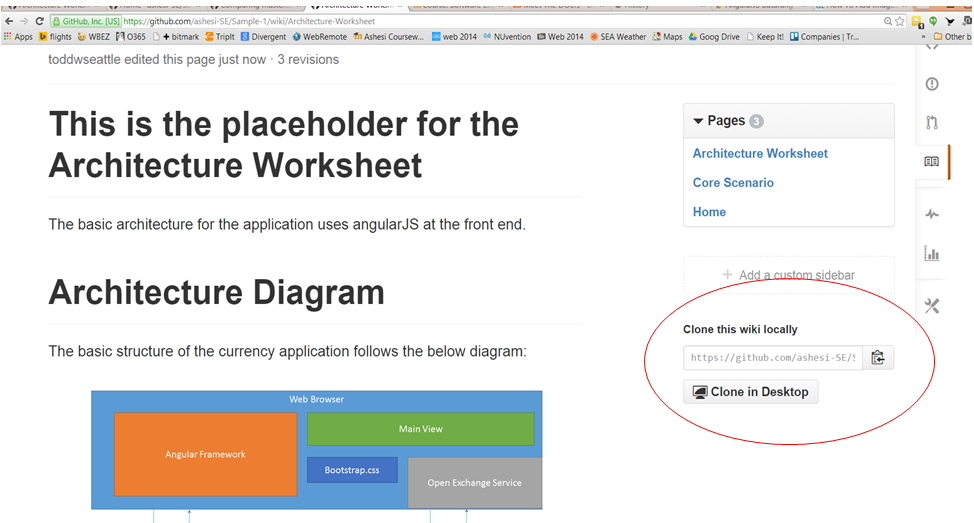 GitHub, Inc. [US] https://github.com/ashesi-SE/Sample-1/wiki/Architecture-Worksheet
Apps flights WBEZ O365 + bitmark TripIt Divergent WebRemote Ashesi Coursew... web 2014 NUvention Web 2014 SEA Weather Maps Goog Drive Keep It! Companies | Tr... » Other b
toddwseattle edited this page just now · 3 revisions
This is the placeholder for the
Architecture Worksheet
The basic architecture for the application uses angularJS at the front end.
Architecture Diagram
The basic structure of the currency application follows the below diagram:
Web Browser
Angular Framework
Main View
Bootstrap.css
Open Exchange Service
Pages 3
Architecture Worksheet
Core Scenario
Home
+ Add a custom sidebar
Clone this wiki locally
https://github.com/ashesi-SE/S
Clone in Desktop